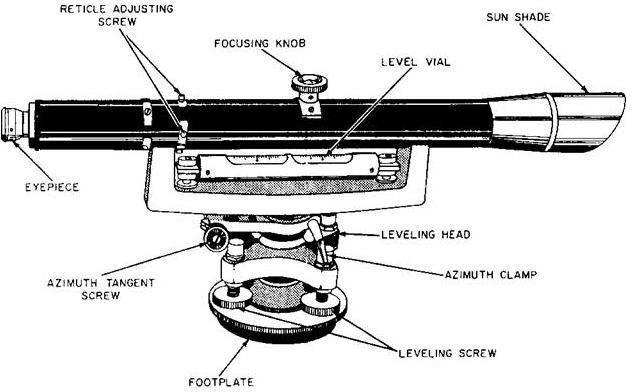 RETICLE ADJUSTING
SCREW
FOCUSING KNOB
LEVEL VIAL
SUN SHADE
EYEPIECE
LEVELING HEAD
AZIMUTH TANGENT
SCREW
AZIMUTH CLAMP
LEVELING SCREW
FOOTPLATE